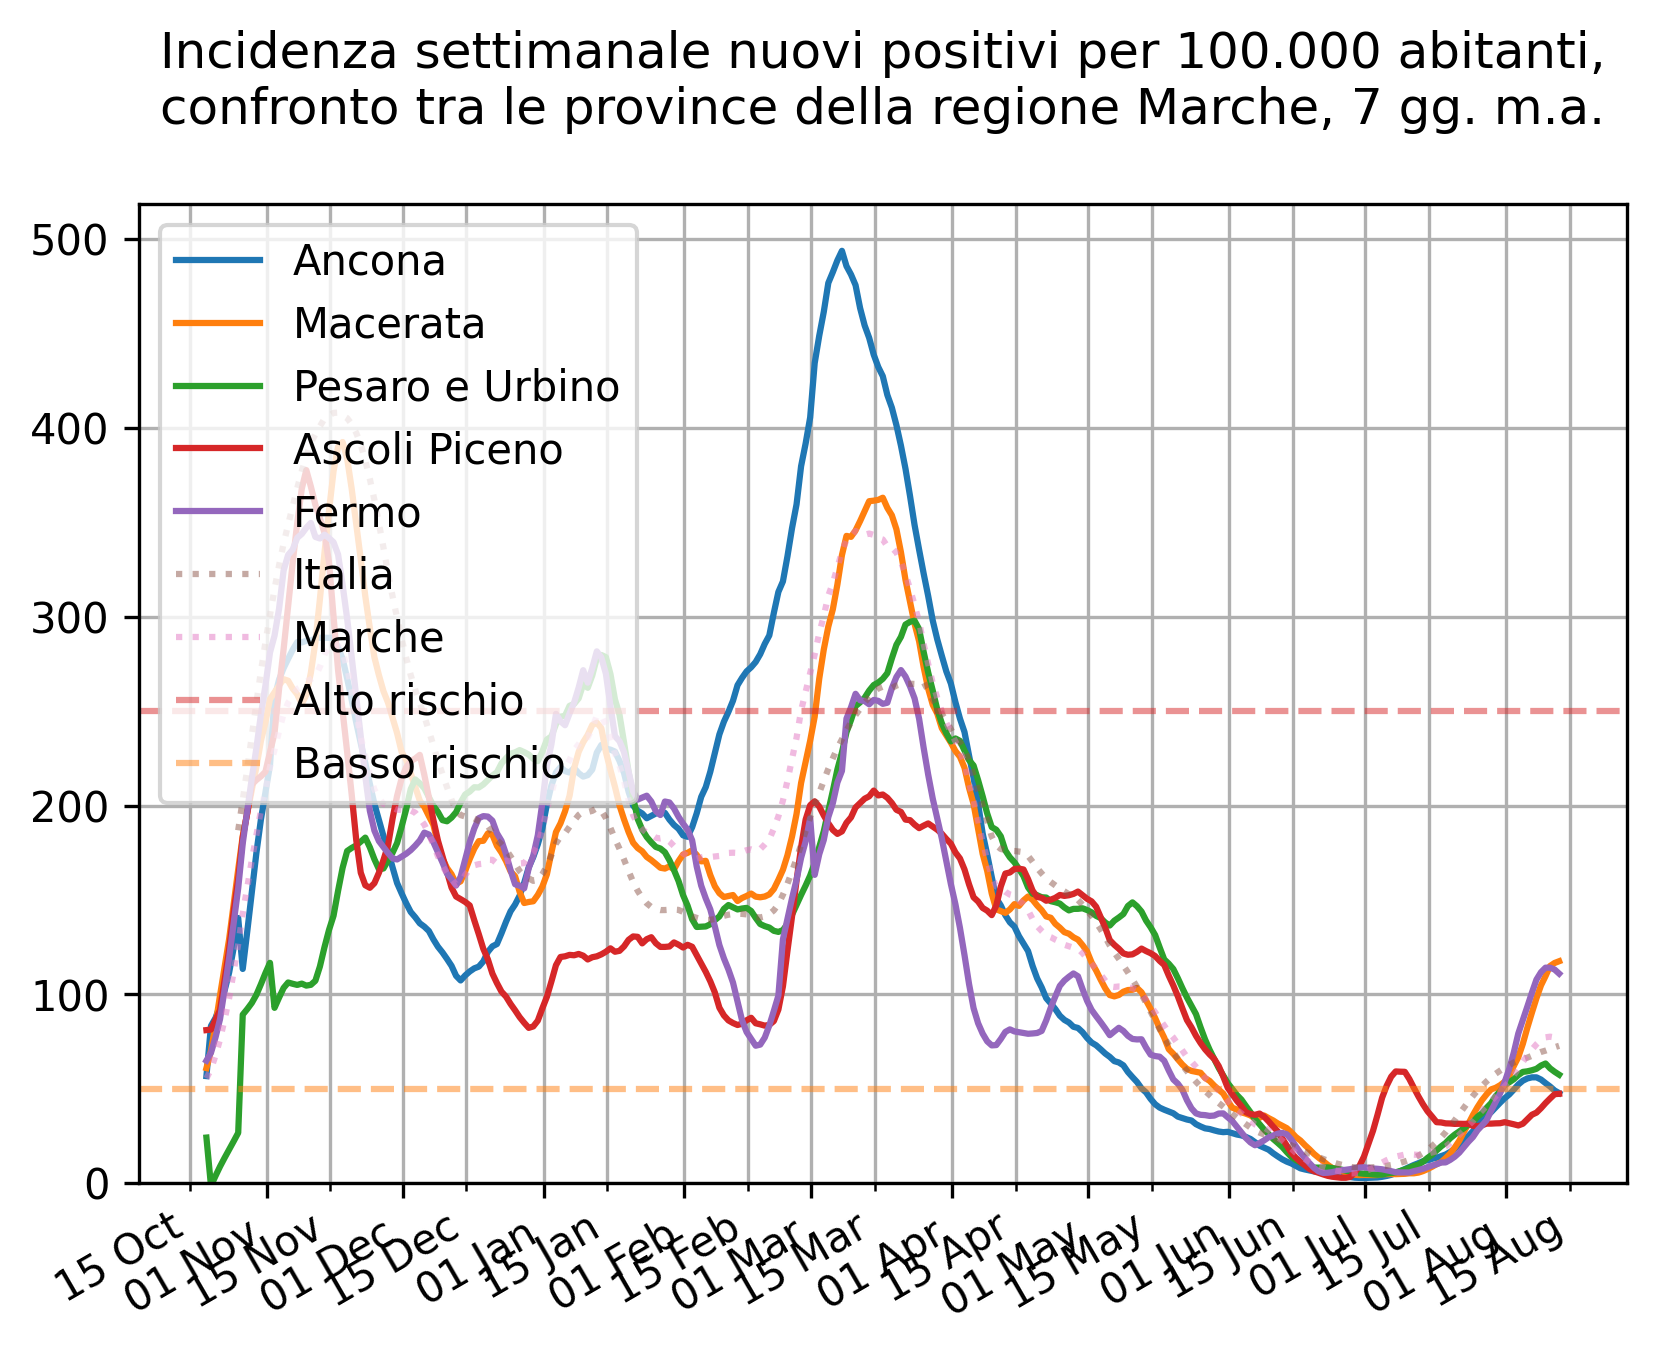 Incidenza settimanale nuovi positivi per 100.000 abitanti,
confronto tra le province della regione Marche, 7 gg. m.a.
500
400
300
200
100
0
Ancona
Macerata
Pesaro e Urbino
Ascoli Piceno
Fermo
Italia
Marche
Alto rischio
Basso rischio
15 Oct
01 Nov
15 Nov
01 Dec
15 Dec
01 Jan
15 Jan
01 Feb
15 Feb
01 Mar
15 Mar
01 Apr
15 Apr
01 May
15 May
01 Jun
15 Jun
01 Jul
15 Jul
01 Aug
15 Aug